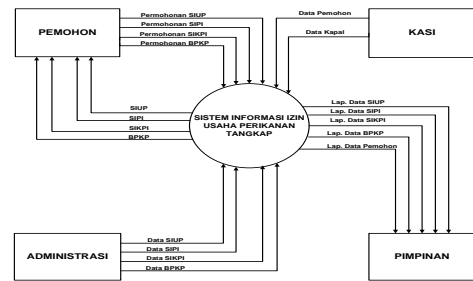 PEMOHON
Permohonan SIUP
Permohonan SIPI
Permohonan SIKPI
Permohonan BPKP
Data Pemohon
Data Kapal
KASI
SIUP
SIPI
SIKPI
BPKP
SISTEM INFORMASI IZIN
USAHA PERIKANAN
TANGKAP
Lap. Data SIUP
Lap. Data SIPI
Lap. Data SIKPI
Lap. Data BPKP
Lap. Data Pemohon
ADMINISTRASI
Data SIUP
Data SIPI
Data SIKPI
Data BPKP
PIMPINAN